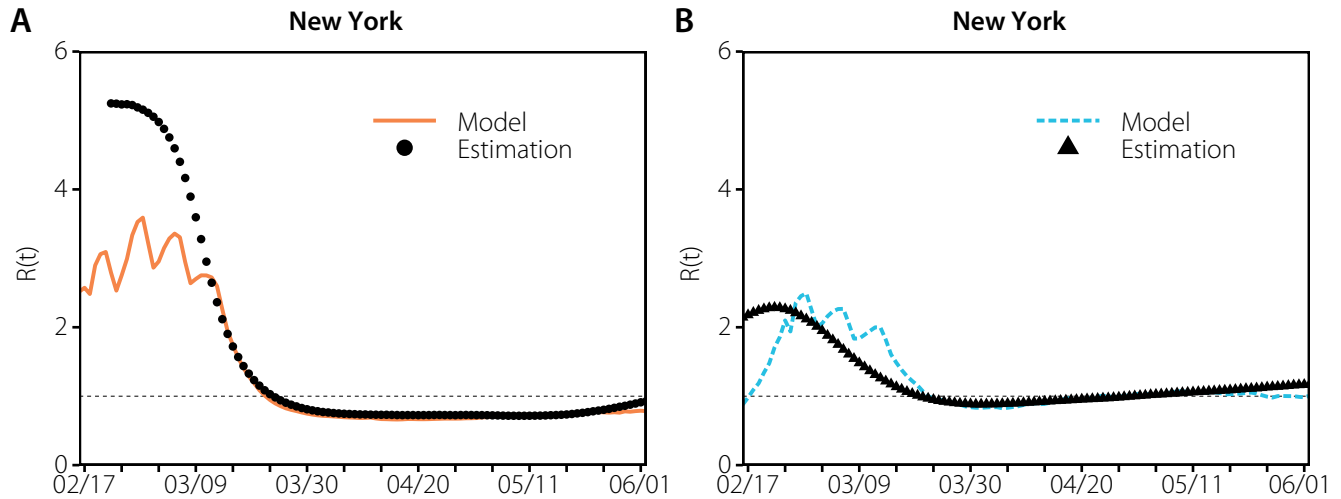 A
New York
R(t)
6
4
2
0
Model
Estimation
02/17 03/09 03/30 04/20 05/11 06/01
B
New York
R(t)
6
4
2
0
Model
Estimation
02/17 03/09 03/30 04/20 05/11 06/01